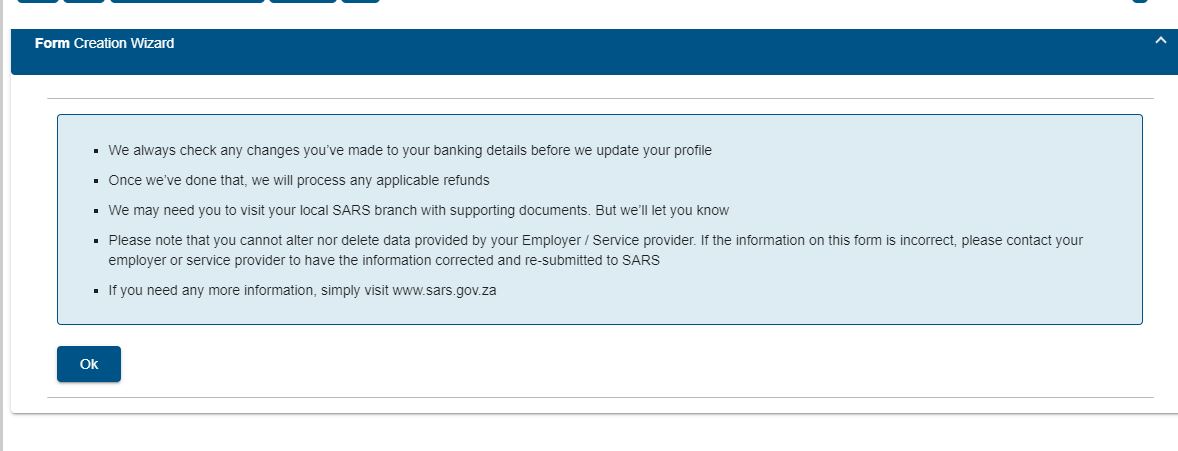 Form Creation Wizard
We always check any changes you've made to your banking details before we update your profile
Once we've done that, we will process any applicable refunds
We may need you to visit your local SARS branch with supporting documents. But we'll let you know
Please note that you cannot alter nor delete data provided by your Employer / Service provider. If the information on this form is incorrect, please contact your
employer or service provider to have the information corrected and re-submitted to SARS
If you need any more information, simply visit www.sars.gov.za
Ok